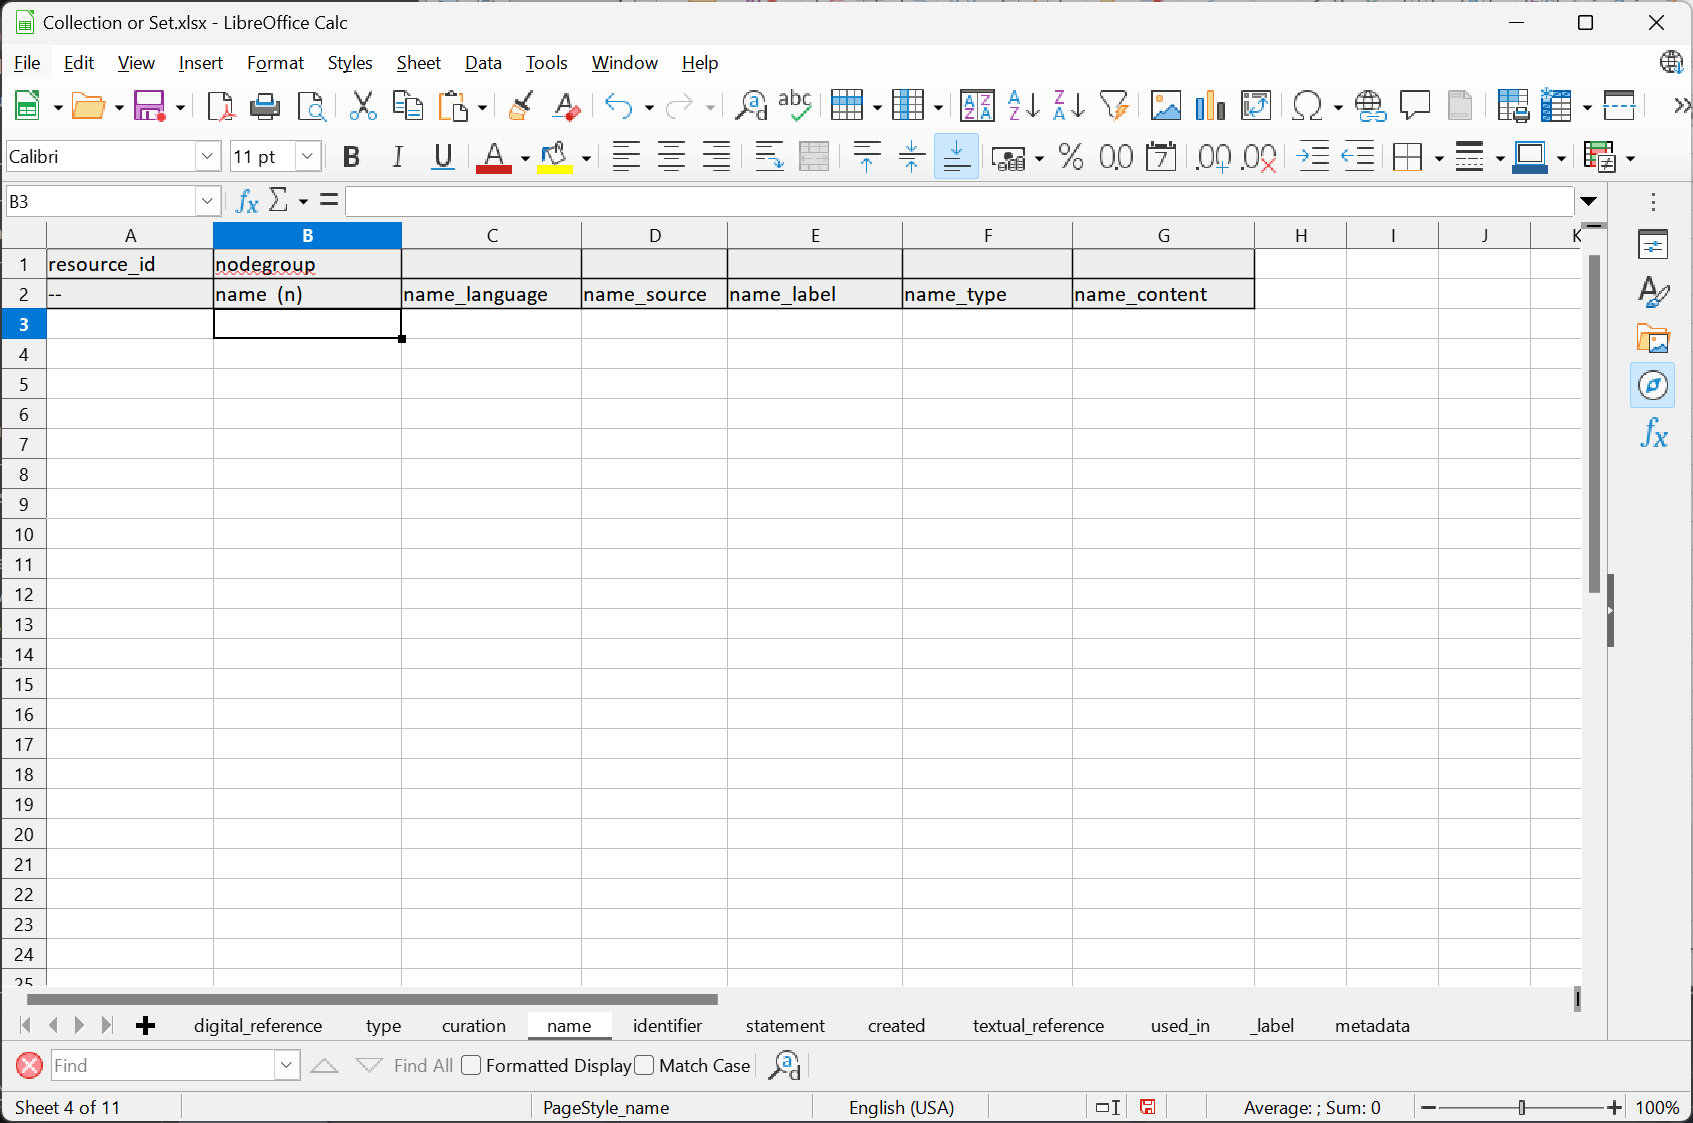 Collection or Set.xlsx - LibreOffice Calc
File Edit View Insert Format Styles Sheet Data Tools Window Help
Calibri 11 pt
B3
A B C D E F G H I J K
1 resource_id nodegroup
2 -- name (n) name_language name_source name_label name_type name_content
3
4
5
6
7
8
9
10
11
12
13
14
15
16
17
18
19
20
21
22
23
24
25
digital_reference type curation name identifier statement created textual_reference used_in _label metadata
Find Find All Formatted Display Match Case
Sheet 4 of 11 PageStyle_name English (USA) Average: ; Sum: 0 100%